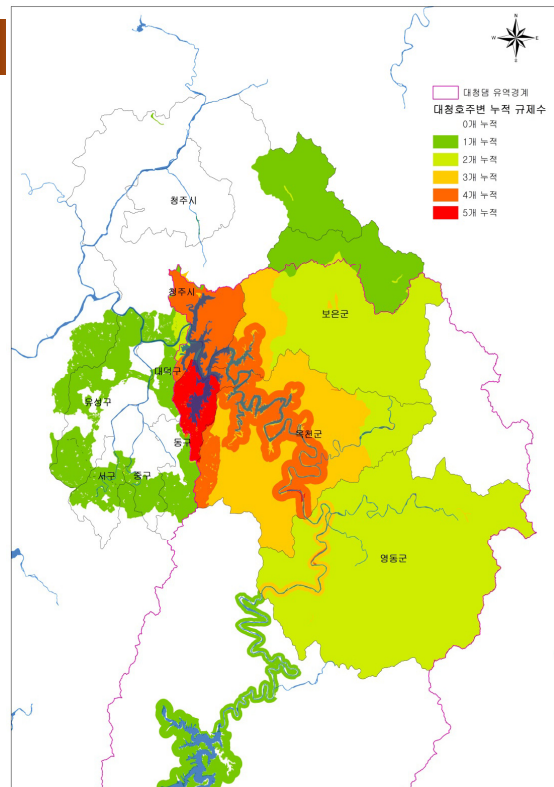 N
W E
S
대청댐 유역경계
대청호주변 누적 규제수
0개 누적
1개 누적
2개 누적
3개 누적
4개 누적
5개 누적
청주시
청주시
보은군
대덕구
유성구
옥천군
동구
서구
중구
영동군